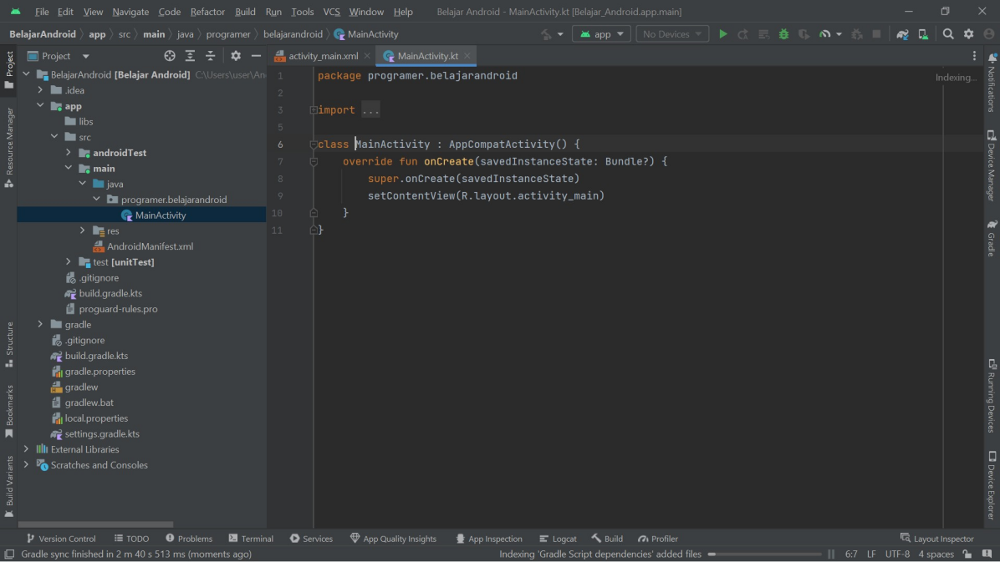 File Edit View Navigate Code Refactor Build Run Tools VCS Window Help Belajar Android - MainActivity.kt [Belajar_Android.app.main]
BelajarAndroid app src main java programer belajarandroid MainActivity app No Devices
Project activity_main.xml MainActivity.kt
BelajarAndroid [Belajar Android] C:\Users\user\An
.idea
app
libs
src
androidTest
main
java
programer.belajarandroid
MainActivity
res
AndroidManifest.xml
test [unitTest]
.gitignore
build.gradle.kts
proguard-rules.pro
gradle
.gitignore
build.gradle.kts
gradle.properties
gradlew
gradlew.bat
local.properties
settings.gradle.kts
External Libraries
Scratches and Consoles
Project
Resource Manager
Structure
Bookmarks
Build Variants
1 package programer.belajarandroid
2
3 import ...
5
6 class MainActivity : AppCompatActivity() {
7 override fun onCreate(savedInstanceState: Bundle?) {
8 super.onCreate(savedInstanceState)
9 setContentView(R.layout.activity_main)
10 }
11 }
Indexing...
Notifications
Device Manager
Gradle
Running Devices
Device Explorer
Version Control TODO Problems Terminal Services App Quality Insights App Inspection Logcat Build Profiler Layout Inspector
Gradle sync finished in 2 m 40 s 513 ms (moments ago) Indexing 'Gradle Script dependencies' added files 6:7 LF UTF-8 4 spaces